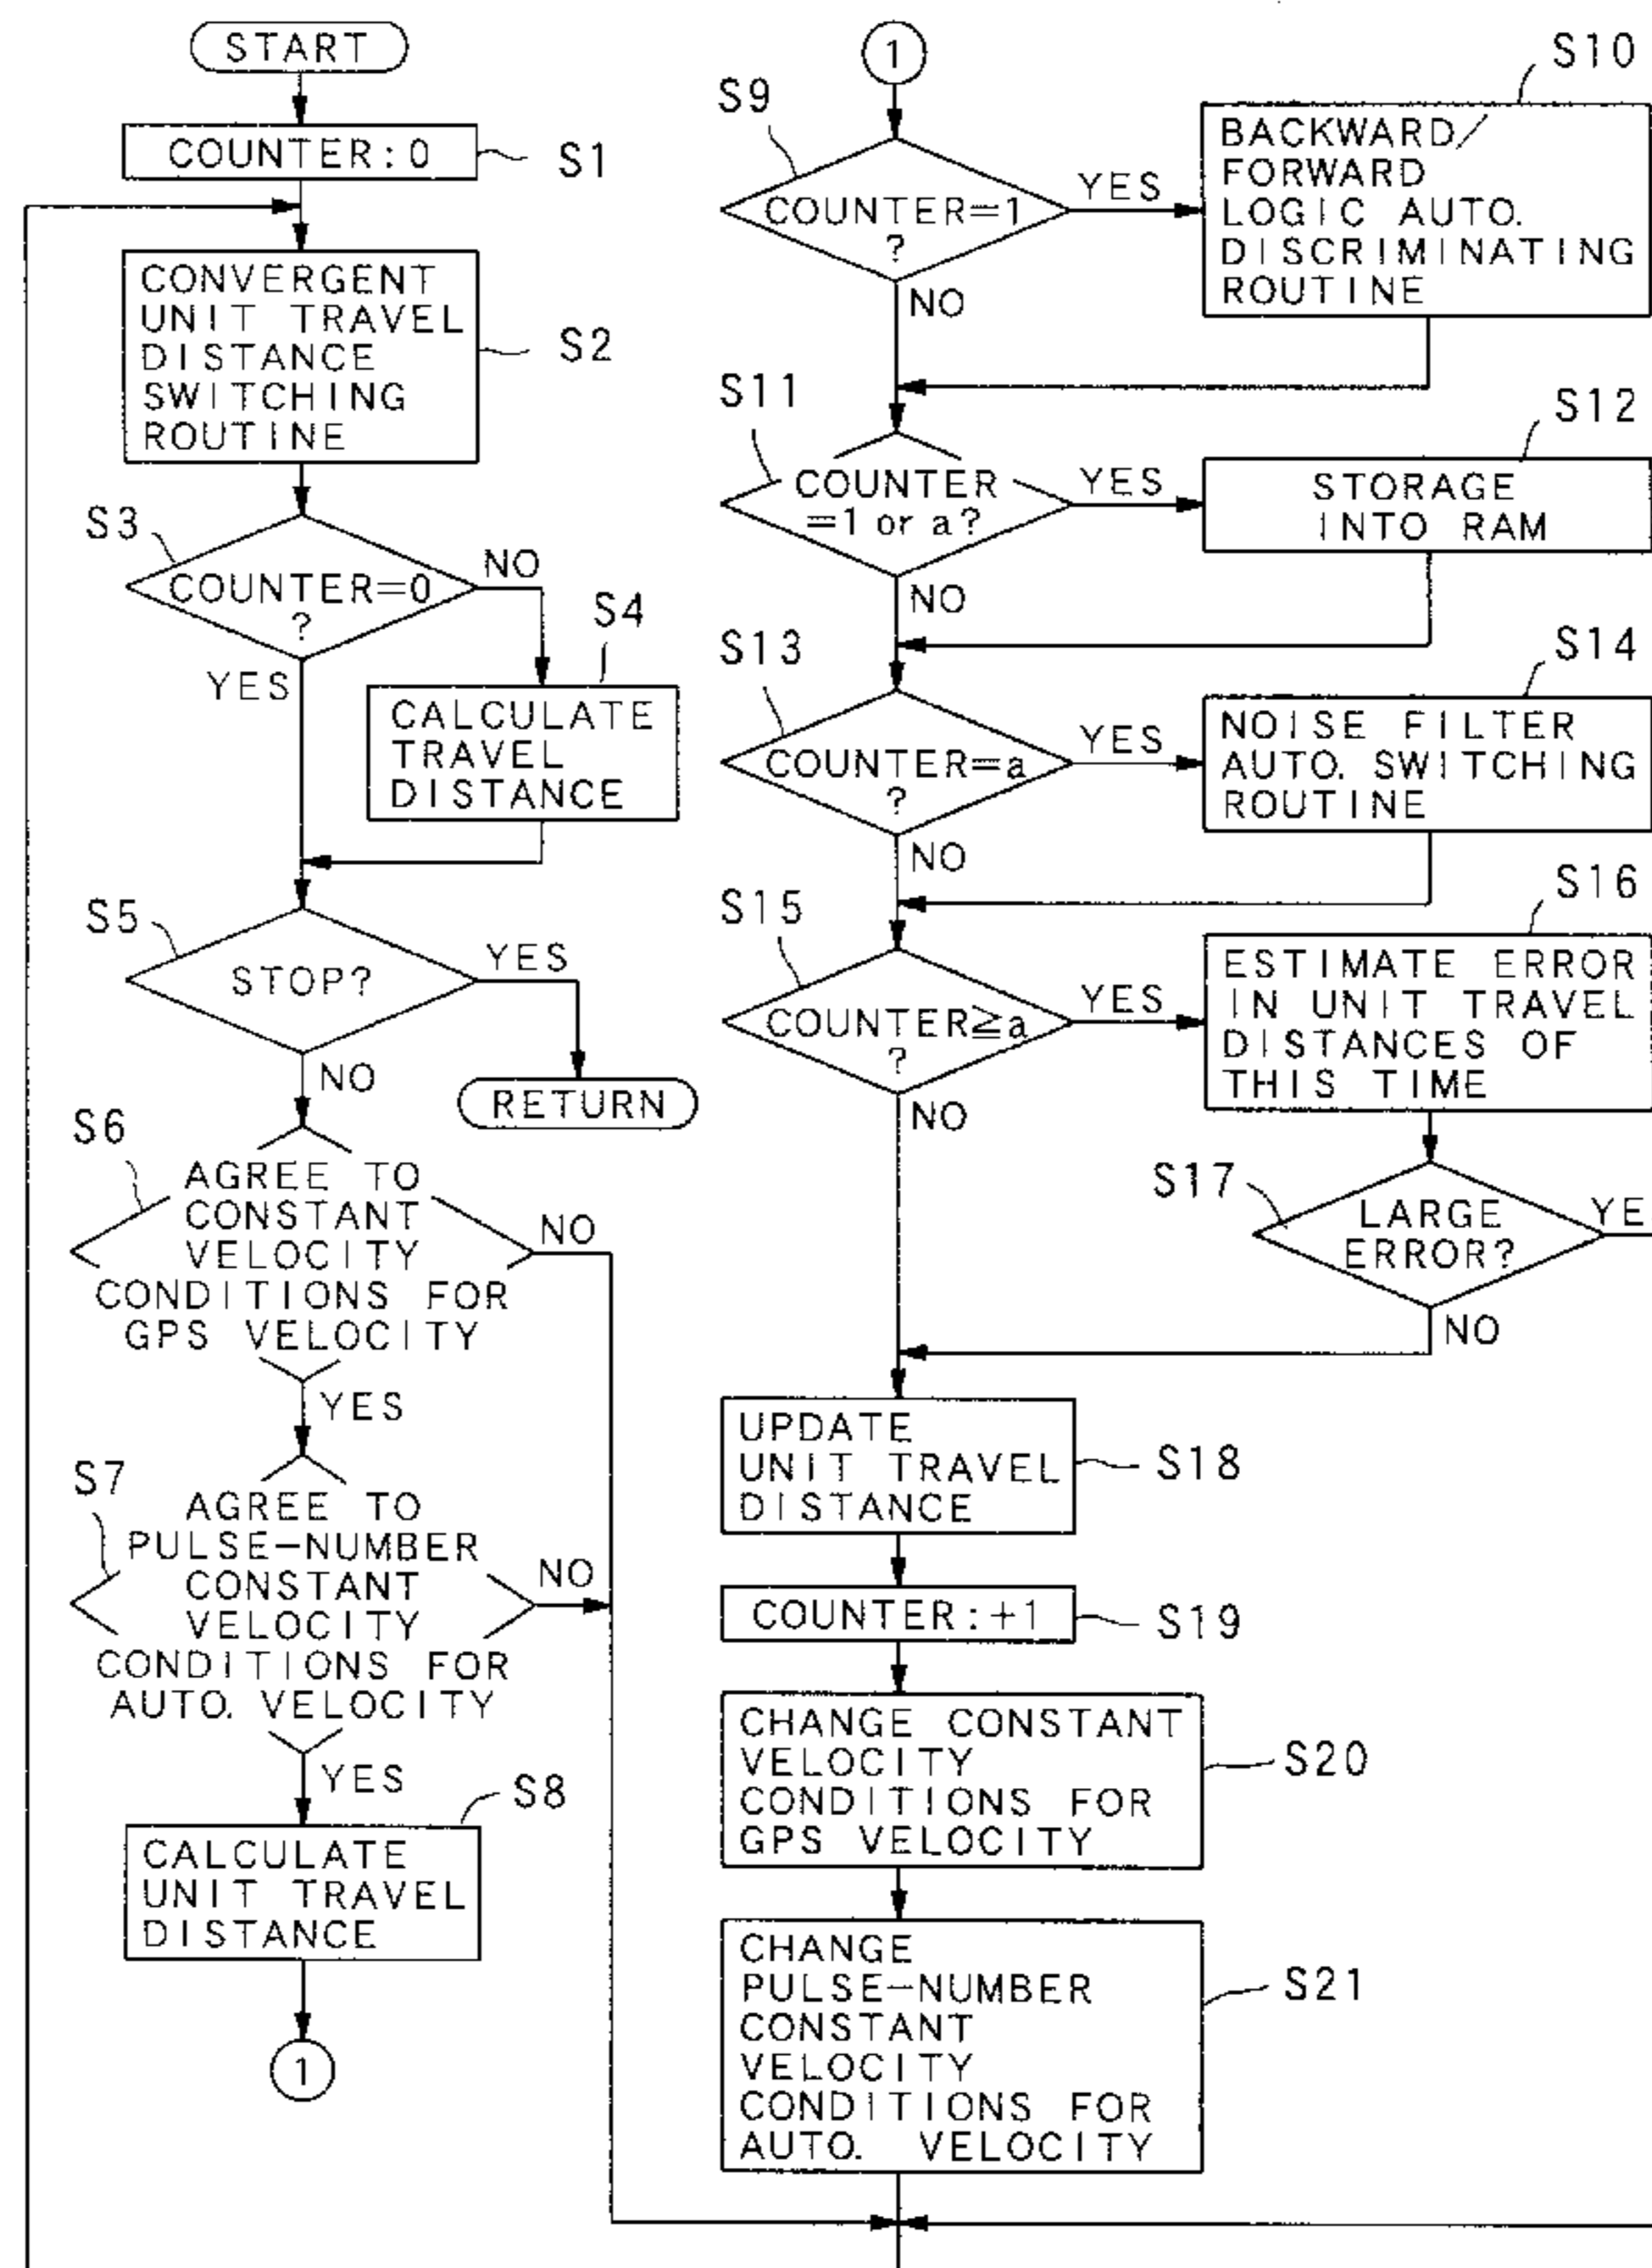 START
COUNTER:0
S1
CONVERGENT
UNIT TRAVEL
DISTANCE
SWITCHING
ROUTINE
S2
S3
COUNTER=0
?
NO
YES
S4
CALCULATE
TRAVEL
DISTANCE
S5
STOP?
YES
NO
RETURN
S6
AGREE TO
CONSTANT
VELOCITY
CONDITIONS FOR
GPS VELOCITY
NO
YES
S7
AGREE TO
PULSE-NUMBER
CONSTANT
VELOCITY
CONDITIONS FOR
AUTO. VELOCITY
NO
YES
S8
CALCULATE
UNIT TRAVEL
DISTANCE
1
1
S9
COUNTER=1
?
YES
NO
S10
BACKWARD/
FORWARD
LOGIC AUTO.
DISCRIMINATING
ROUTINE
S11
COUNTER
=1 or a?
YES
NO
S12
STORAGE
INTO RAM
S13
COUNTER=a
?
YES
NO
S14
NOISE FILTER
AUTO. SWITCHING
ROUTINE
S15
COUNTER≧a
?
YES
NO
S16
ESTIMATE ERROR
IN UNIT TRAVEL
DISTANCES OF
THIS TIME
S17
LARGE
ERROR?
YE
NO
UPDATE
UNIT TRAVEL
DISTANCE
S18
COUNTER:+1
S19
CHANGE CONSTANT
VELOCITY
CONDITIONS FOR
GPS VELOCITY
S20
CHANGE
PULSE-NUMBER
CONSTANT
VELOCITY
CONDITIONS FOR
AUTO. VELOCITY
S21